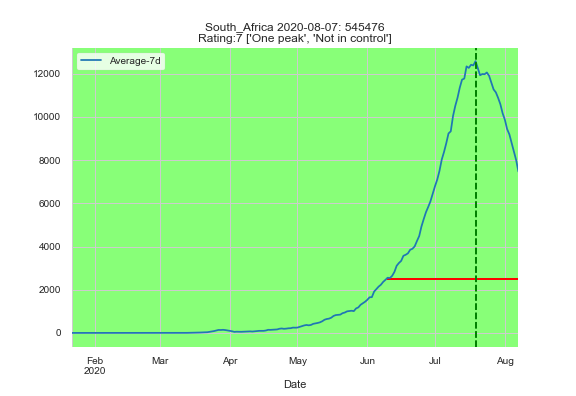 South_Africa 2020-08-07: 545476
Rating:7 ['One peak', 'Not in control']
Average-7d
12000
10000
8000
6000
4000
2000
0
Feb Mar Apr May Jun Jul Aug
2020
Date